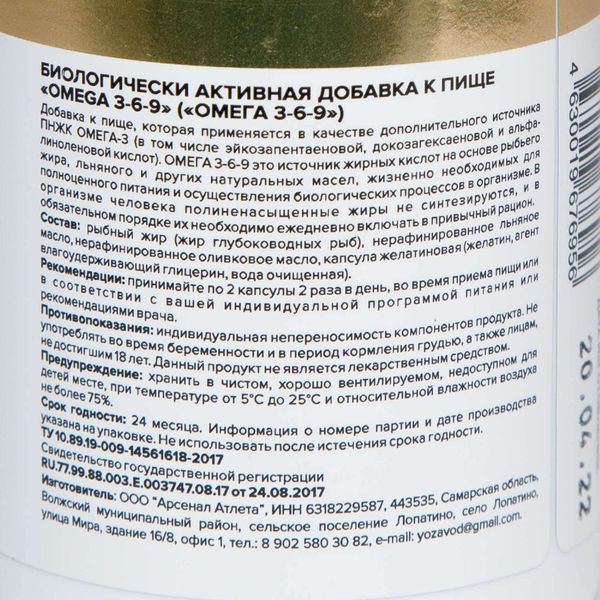 БИОЛОГИЧЕСКИ АКТИВНАЯ ДОБАВКА К ПИЩЕ
«OMEGA 3-6-9» («ОМЕГА 3-6-9»)
Добавка к пище, которая применяется в качестве дополнительного источника
ПНЖК ОМЕГА-3 (в том числе эйкозапентаеновой, докозагексаеновой и альфа-
линоленовой кислот). ОМЕГА 3-6-9 это источник жирных кислот на основе рыбьего
жира, льняного и других натуральных масел, жизненно необходимых для
полноценного питания и осуществления биологических процессов в организме. В
организме человека полиненасыщенные жиры не синтезируются, и в
обязательном порядке их необходимо ежедневно включать в привычный рацион.
Состав: рыбный жир (жир глубоководных рыб), нерафинированное льняное
масло, нерафинированное оливковое масло, капсула желатиновая (желатин, агент
влагоудерживающий глицерин, вода очищенная).
Рекомендации: принимайте по 2 капсулы 2 раза в день, во время приема пищи или
в соответствии с вашей индивидуальной программой питания или
рекомендациями врача.
Противопоказания: индивидуальная непереносимость компонентов продукта. Не
употреблять во время беременности и в период кормления грудью, а также лицам,
не достигшим 18 лет. Данный продукт не является лекарственным средством.
Предупреждение: хранить в чистом, хорошо вентилируемом, недоступном для
детей месте, при температуре от 5°С до 25°С и относительной влажности воздуха
не более 75%.
Срок годности: 24 месяца. Информация о номере партии и дате производства
указана на упаковке. Не использовать после истечения срока годности.
ТУ 10.89.19-009-14561618-2017
Свидетельство государственной регистрации
RU.77.99.88.003.E.003747.08.17 от 24.08.2017
Изготовитель: ООО "Арсенал Атлета", ИНН 6318229587, 443535, Самарская область,
Волжский муниципальный район, сельское поселение Лопатино, село Лопатино,
улица Мира, здание 16/8, офис 1, тел.: 8 902 580 30 82, e-mail: yozavod@gmail.com.
4 630019 676956
20.04.22